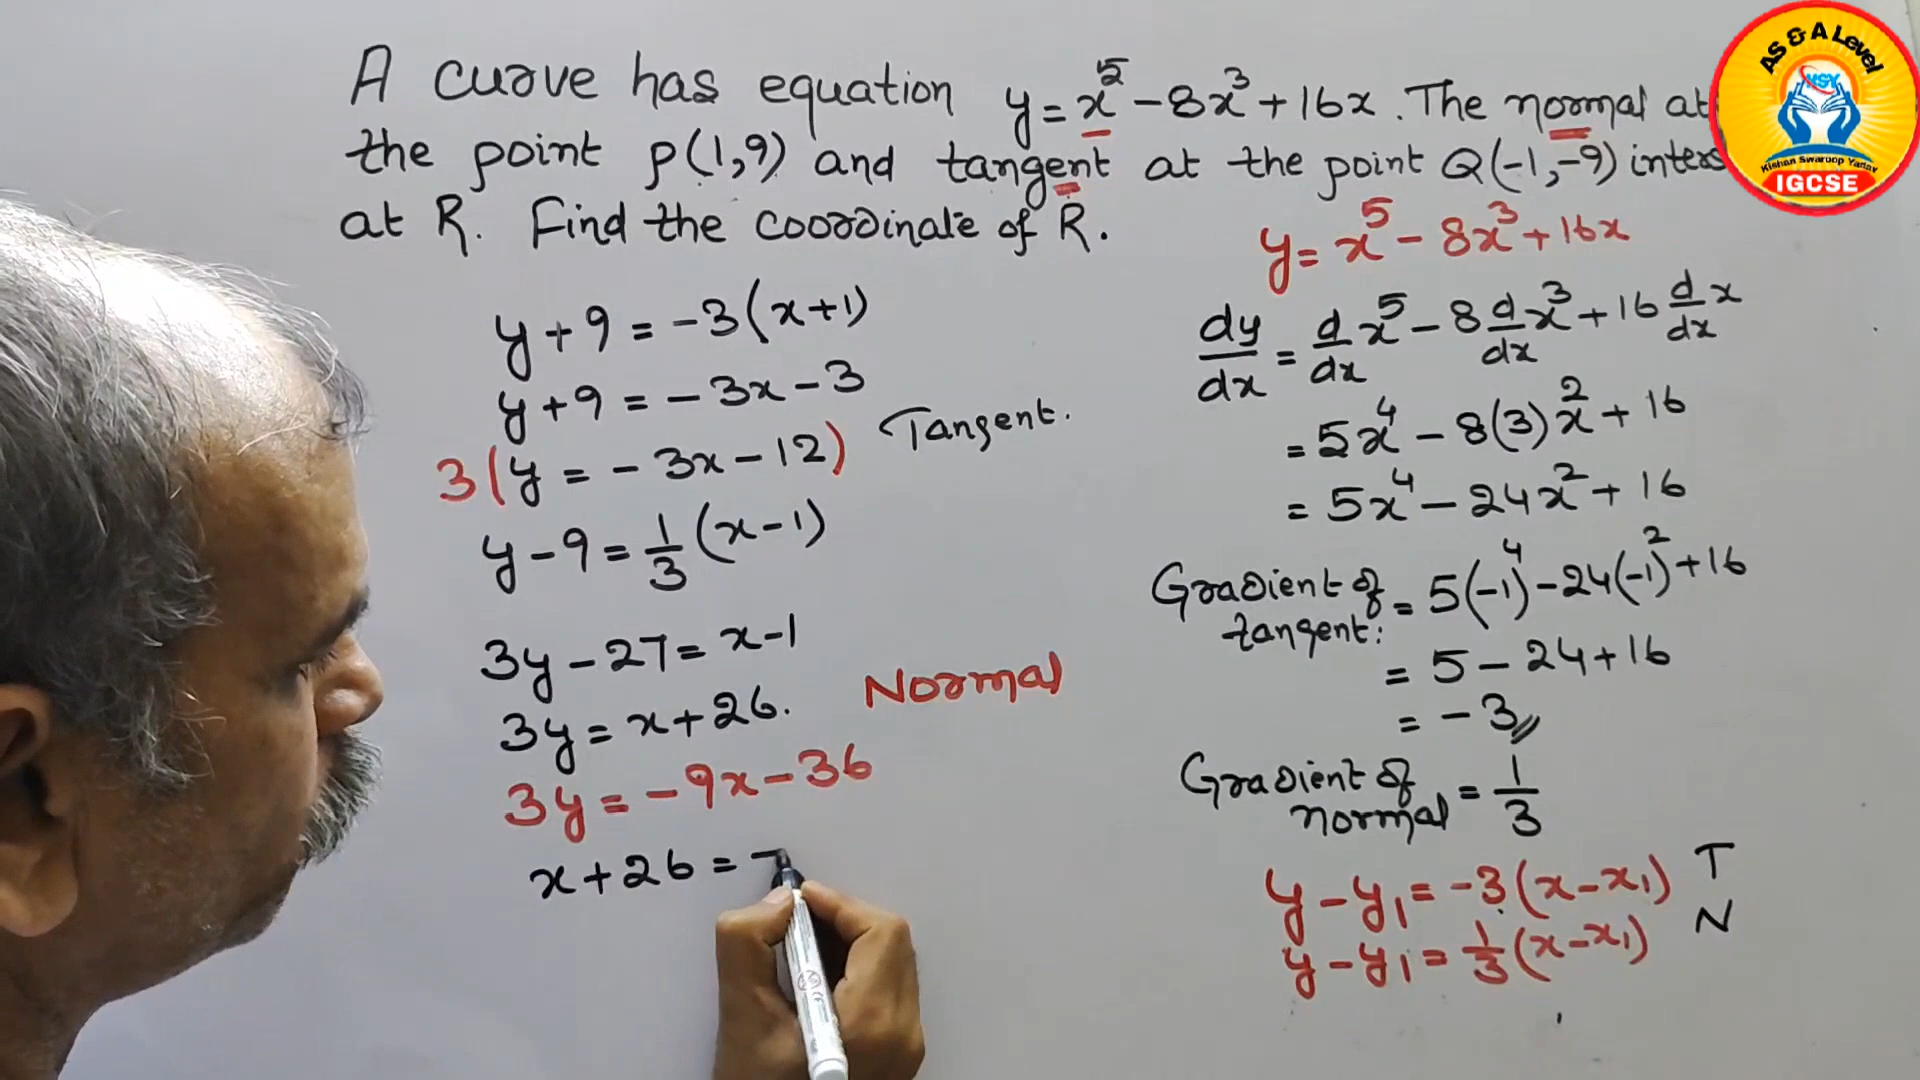 A curve has equation y = x⁵ - 8x³ + 16x. The normal at
the point P(1,9) and tangent at the point Q(-1,-9) inters
at R. Find the coordinate of R.
y + 9 = -3(x+1)
y + 9 = -3x - 3
3(y = -3x - 12) Tangent.
y - 9 = 1/3 (x - 1)
3y - 27 = x - 1
3y = x + 26. Normal
3y = -9x - 36
x + 26 = -
y = x⁵ - 8x³ + 16x
dy/dx = d/dx x⁵ - 8 d/dx x³ + 16 d/dx x
= 5x⁴ - 8(3)x² + 16
= 5x⁴ - 24x² + 16
Gradient of tangent: = 5(-1)⁴ - 24(-1)² + 16
= 5 - 24 + 16
= -3
Gradient of normal = 1/3
y - y₁ = -3(x - x₁) T
y - y₁ = 1/3 (x - x₁) N
AS & A Level
KSY
Kishan Swaroop Yadav
IGCSE